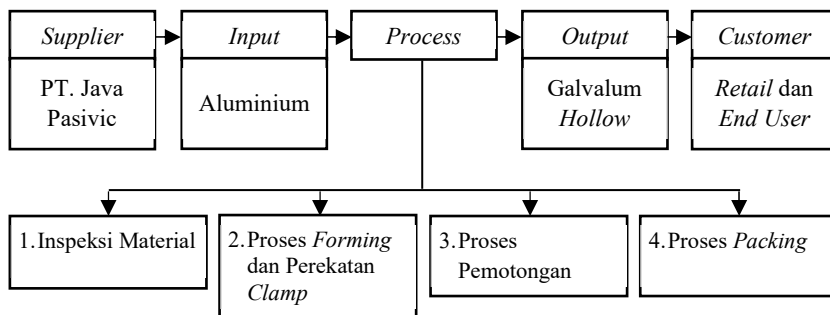 Supplier
Input
Process
Output
Customer
PT. Java
Pasivic
Aluminium
Galvalum
Hollow
Retail dan
End User
1. Inspeksi Material
2. Proses Forming
dan Perekatan
Clamp
3. Proses
Pemotongan
4. Proses Packing